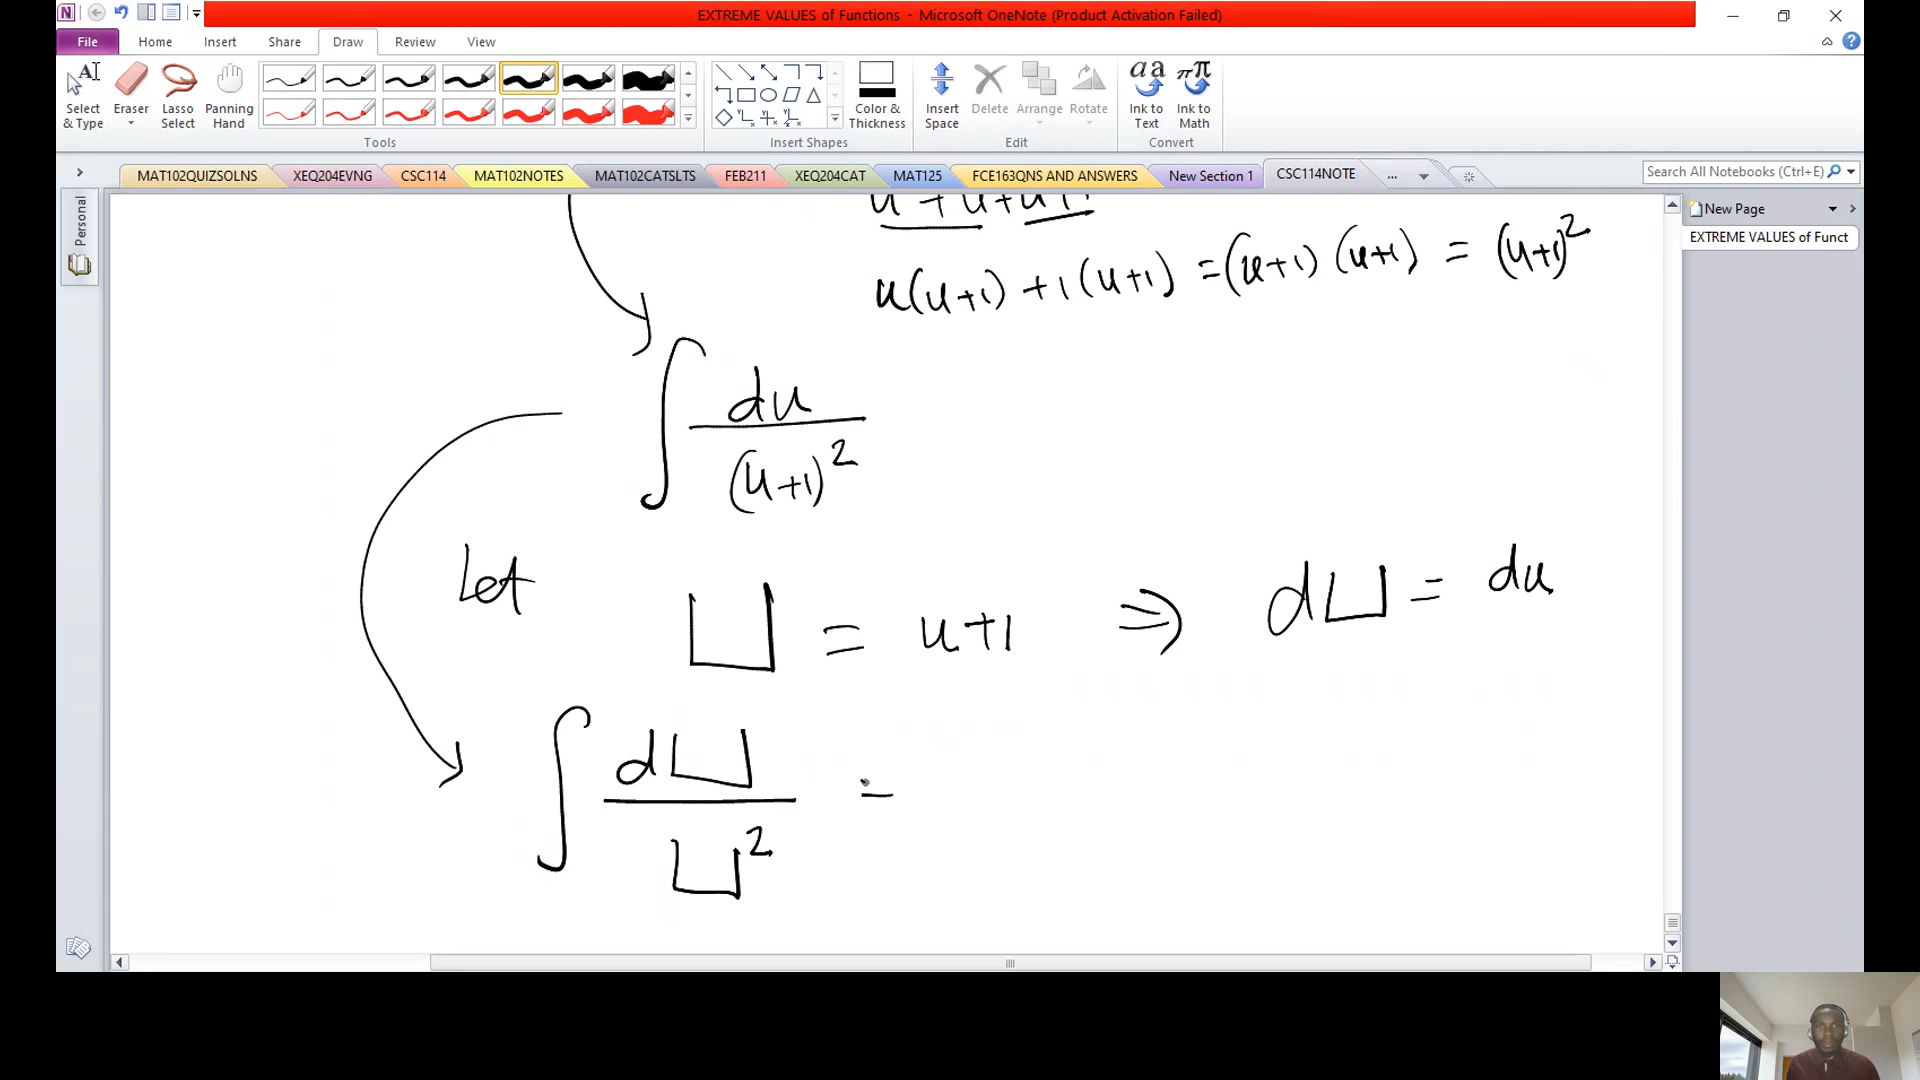 EXTREME VALUES of Functions - Microsoft OneNote (Product Activation Failed)
File Home Insert Share Draw Review View
Select & Type
Eraser
Lasso Select
Panning Hand
Color & Thickness
Insert Space
Delete
Arrange
Rotate
Ink to Text
Ink to Math
Tools
Insert Shapes
Edit
Convert
MAT102QUIZSOLNS XEQ204EVNG CSC114 MAT102NOTES MAT102CATSLTS FEB211 XEQ204CAT MAT125 FCE163QNS AND ANSWERS New Section 1 CSC114NOTE ...
Search All Notebooks (Ctrl+E)
Personal
New Page
EXTREME VALUES of Funct
u(u+1) + 1(u+1) = (u+1)(u+1) = (u+1)²
∫ du / (u+1)²
Let
⊔ = u+1 ⇒ d⊔ = du
∫ d⊔ / ⊔² =